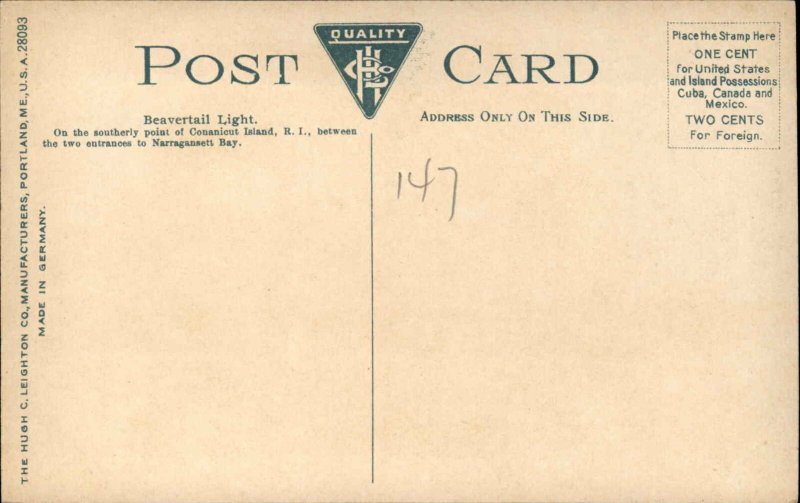 POST CARD
QUALITY
HCL Co
Place the Stamp Here
ONE CENT
for United States
and Island Possessions
Cuba, Canada and
Mexico.
TWO CENTS
For Foreign.
Beavertail Light.
On the southerly point of Conanicut Island, R. I., between
the two entrances to Narragansett Bay.
ADDRESS ONLY ON THIS SIDE.
147
THE HUGH C. LEIGHTON CO., MANUFACTURERS, PORTLAND, ME., U.S.A. 28093
MADE IN GERMANY.